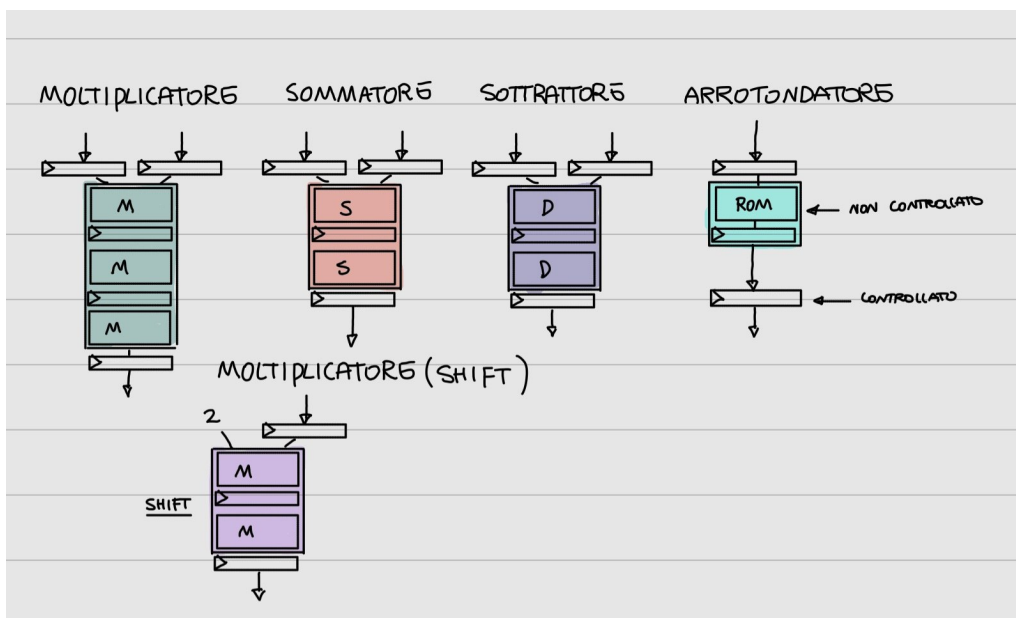 MOLTIPLICATORE
SOMMATORE
SOTTRATTORE
ARROTONDATORE
M
M
M
S
S
D
D
ROM
NON CONTROLLATO
CONTROLLATO
MOLTIPLICATORE (SHIFT)
2
M
SHIFT
M